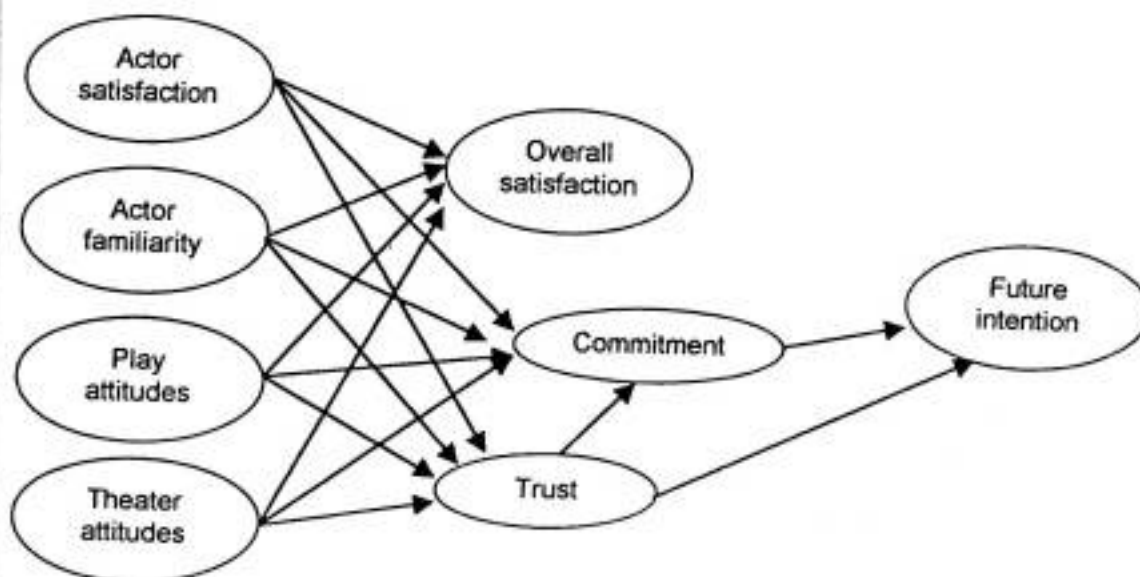 Actor
satisfaction
Actor
familiarity
Play
attitudes
Theater
attitudes
Overall
satisfaction
Commitment
Trust
Future
intention